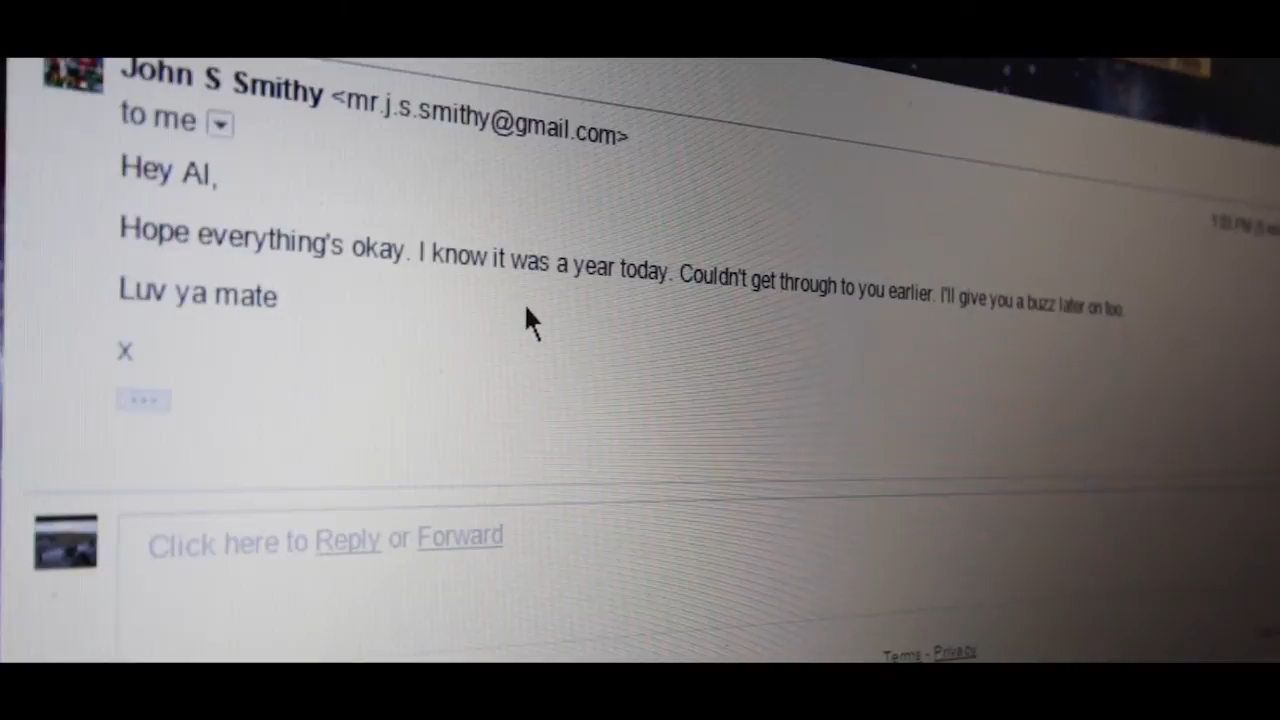 John S Smithy <mr.j.s.smithy@gmail.com>
to me
Hey Al,
Hope everything's okay. I know it was a year today. Couldn't get through to you earlier. I'll give you a buzz later on too.
Luv ya mate
x
Click here to Reply or Forward
Terms - Privacy